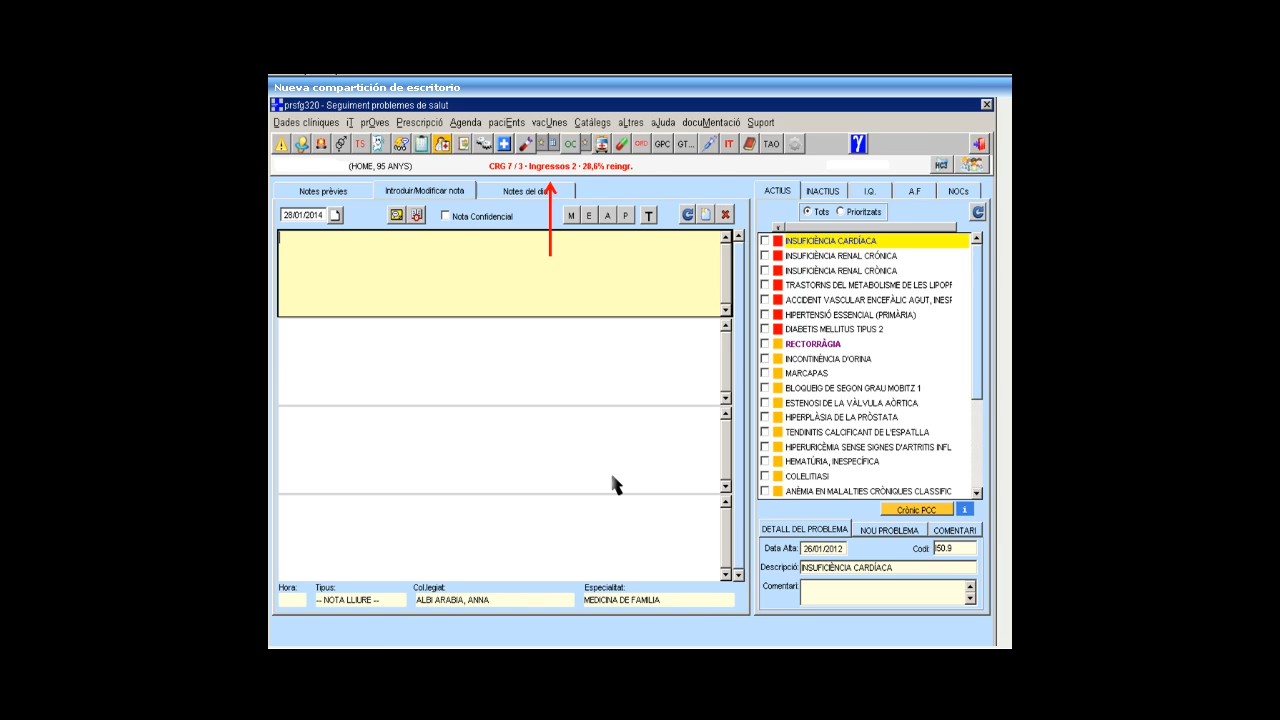 Nueva compartición de escritorio
prsfg320 - Seguiment problemes de salut
Dades clíniques iT prOves Prescripció Agenda paciEnts vacUnes Catàlegs aLtres aJuda docuMentació Suport
TS OC ORD GPC GT... IT TAO γ
(HOME, 95 ANYS) CRG 7 / 3 - Ingressos 2 - 28,6% reingr.
Notes prèvies Introduir/Modificar nota Notes del
28/01/2014 Nota Confidencial M E A P T
ACTIUS INACTIUS I.Q. A.F NOCs
Tots Prioritzats
INSUFICIÈNCIA CARDÍACA
INSUFICIÈNCIA RENAL CRÓNICA
INSUFICIÈNCIA RENAL CRÒNICA
TRASTORNS DEL METABOLISME DE LES LIPOPF
ACCIDENT VASCULAR ENCEFÀLIC AGUT, INESF
HIPERTENSIÓ ESSENCIAL (PRIMÀRIA)
DIABETIS MELLITUS TIPUS 2
RECTORRÀGIA
INCONTINÈNCIA D'ORINA
MARCAPAS
BLOQUEIG DE SEGON GRAU MOBITZ 1
ESTENOSI DE LA VÀLVULA AÒRTICA
HIPERPLÀSIA DE LA PRÒSTATA
TENDINITIS CALCIFICANT DE L'ESPATLLA
HIPERURICÈMIA SENSE SIGNES D'ARTRITIS INFL
HEMATÚRIA, INESPECÍFICA
COLELITIASI
ANÈMIA EN MALALTIES CRÒNIQUES CLASSIFIC
Crònic PCC i
DETALL DEL PROBLEMA NOU PROBLEMA COMENTARI
Data Alta: 26/01/2012 Codi: I50.9
Descripció: INSUFICIÈNCIA CARDÍACA
Comentari:
Hora: Tipus: Col.legiat: Especialitat:
-- NOTA LLIURE -- ALBI ARABIA, ANNA MEDICINA DE FAMILIA